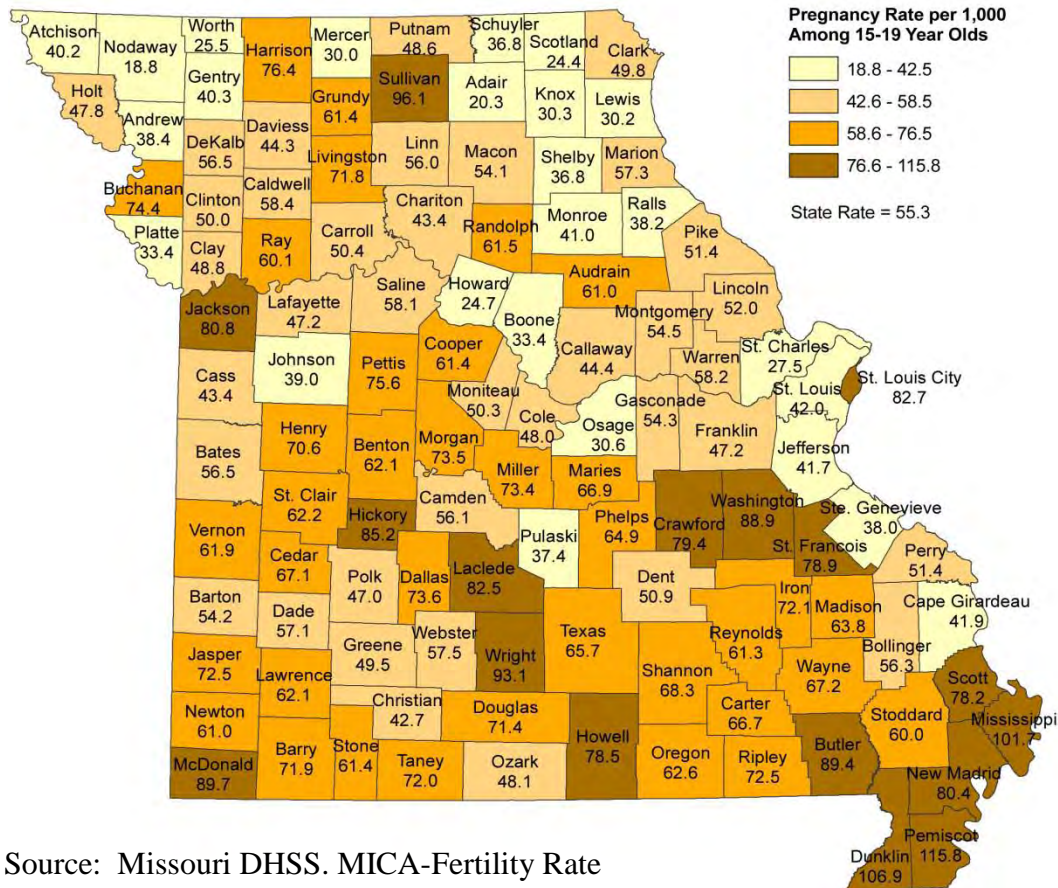 Pregnancy Rate per 1,000
Among 15-19 Year Olds
18.8 - 42.5
42.6 - 58.5
58.6 - 76.5
76.6 - 115.8
State Rate = 55.3
Atchison
40.2
Nodaway
18.8
Worth
25.5
Harrison
76.4
Mercer
30.0
Putnam
48.6
Schuyler
36.8
Scotland
24.4
Clark
49.8
Holt
47.8
Gentry
40.3
Grundy
61.4
Sullivan
96.1
Adair
20.3
Knox
30.3
Lewis
30.2
Andrew
38.4
DeKalb
56.5
Daviess
44.3
Livingston
71.8
Linn
56.0
Macon
54.1
Shelby
36.8
Marion
57.3
Buchanan
74.4
Clinton
50.0
Caldwell
58.4
Chariton
43.4
Randolph
61.5
Monroe
41.0
Ralls
38.2
Pike
51.4
Platte
33.4
Clay
48.8
Ray
60.1
Carroll
50.4
Audrain
61.0
Jackson
80.8
Lafayette
47.2
Saline
58.1
Howard
24.7
Boone
33.4
Callaway
44.4
Montgomery
54.5
Lincoln
52.0
Warren
58.2
St. Charles
27.5
St. Louis
42.0
St. Louis City
82.7
Cass
43.4
Johnson
39.0
Pettis
75.6
Cooper
61.4
Moniteau
50.3
Cole
48.0
Osage
30.6
Gasconade
54.3
Franklin
47.2
Jefferson
41.7
Bates
56.5
Henry
70.6
Benton
62.1
Morgan
73.5
Miller
73.4
Maries
66.9
Vernon
61.9
St. Clair
62.2
Hickory
85.2
Camden
56.1
Pulaski
37.4
Phelps
64.9
Crawford
79.4
Washington
88.9
Ste. Genevieve
38.0
St. Francois
78.9
Perry
51.4
Cedar
67.1
Polk
47.0
Dallas
73.6
Laclede
82.5
Dent
50.9
Iron
72.1
Madison
63.8
Cape Girardeau
41.9
Barton
54.2
Dade
57.1
Greene
49.5
Webster
57.5
Wright
93.1
Texas
65.7
Reynolds
61.3
Bollinger
56.3
Jasper
72.5
Lawrence
62.1
Christian
42.7
Douglas
71.4
Shannon
68.3
Wayne
67.2
Scott
78.2
Newton
61.0
Barry
71.9
Stone
61.4
Taney
72.0
Ozark
48.1
Howell
78.5
Oregon
62.6
Carter
66.7
Ripley
72.5
Butler
89.4
Stoddard
60.0
Mississippi
101.7
McDonald
89.7
New Madrid
80.4
Dunklin
106.9
Pemiscot
115.8
Source: Missouri DHSS. MICA-Fertility Rate